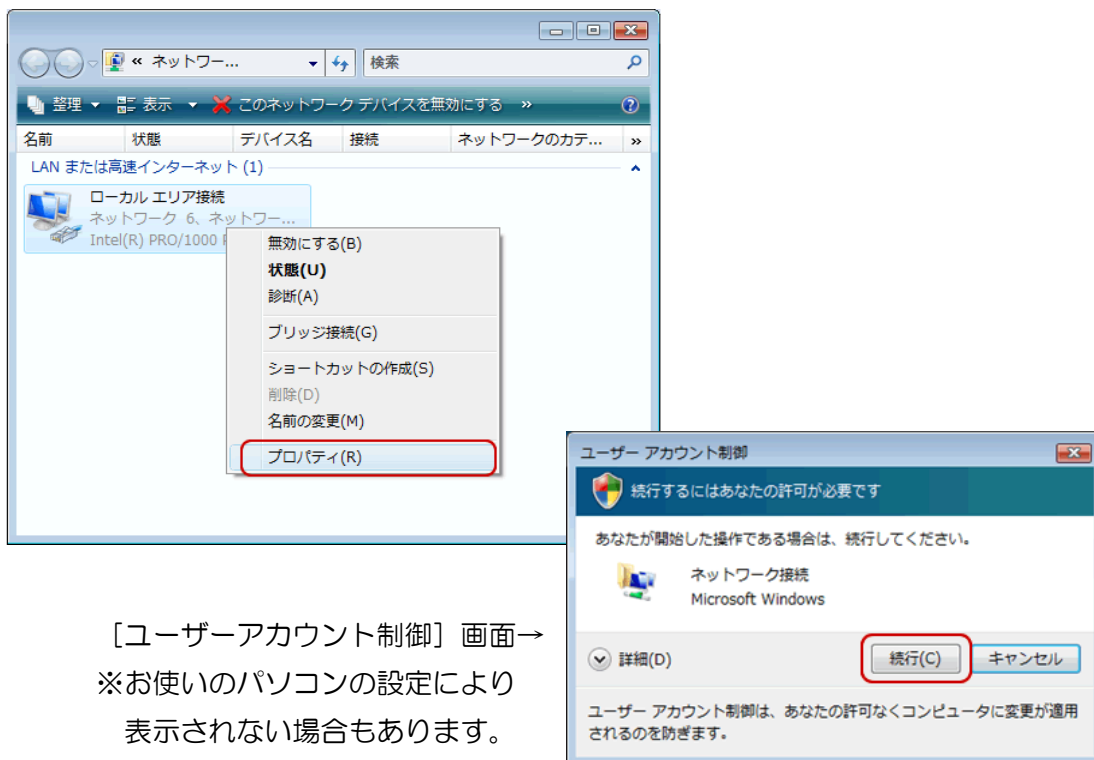 « ネットワー...
検索
整理 表示 このネットワーク デバイスを無効にする »
名前 状態 デバイス名 接続 ネットワークのカテ... »
LAN または高速インターネット (1)
ローカル エリア接続
ネットワーク 6、ネットワー...
Intel(R) PRO/1000
無効にする(B)
状態(U)
診断(A)
ブリッジ接続(G)
ショートカットの作成(S)
削除(D)
名前の変更(M)
プロパティ(R)
ユーザー アカウント制御
続行するにはあなたの許可が必要です
あなたが開始した操作である場合は、続行してください。
ネットワーク接続
Microsoft Windows
詳細(D)
続行(C)
キャンセル
ユーザー アカウント制御は、あなたの許可なくコンピュータに変更が適用
されるのを防ぎます。
［ユーザーアカウント制御］画面→
※お使いのパソコンの設定により
表示されない場合もあります。